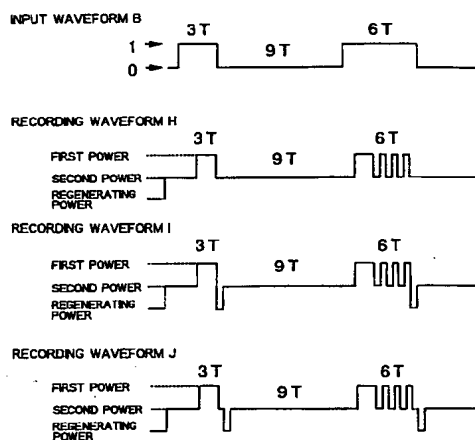 INPUT WAVEFORM B
3T
6T
1
9T
0
RECORDING WAVEFORM H
3T
6T
FIRST POWER
9T
SECOND POWER
REGENERATING
POWER
RECORDING WAVEFORM I
3T
6T
FIRST POWER
9T
SECOND POWER
REGENERATING
POWER
RECORDING WAVEFORM J
3T
6T
FIRST POWER
9T
SECOND POWER
REGENERATING
POWER